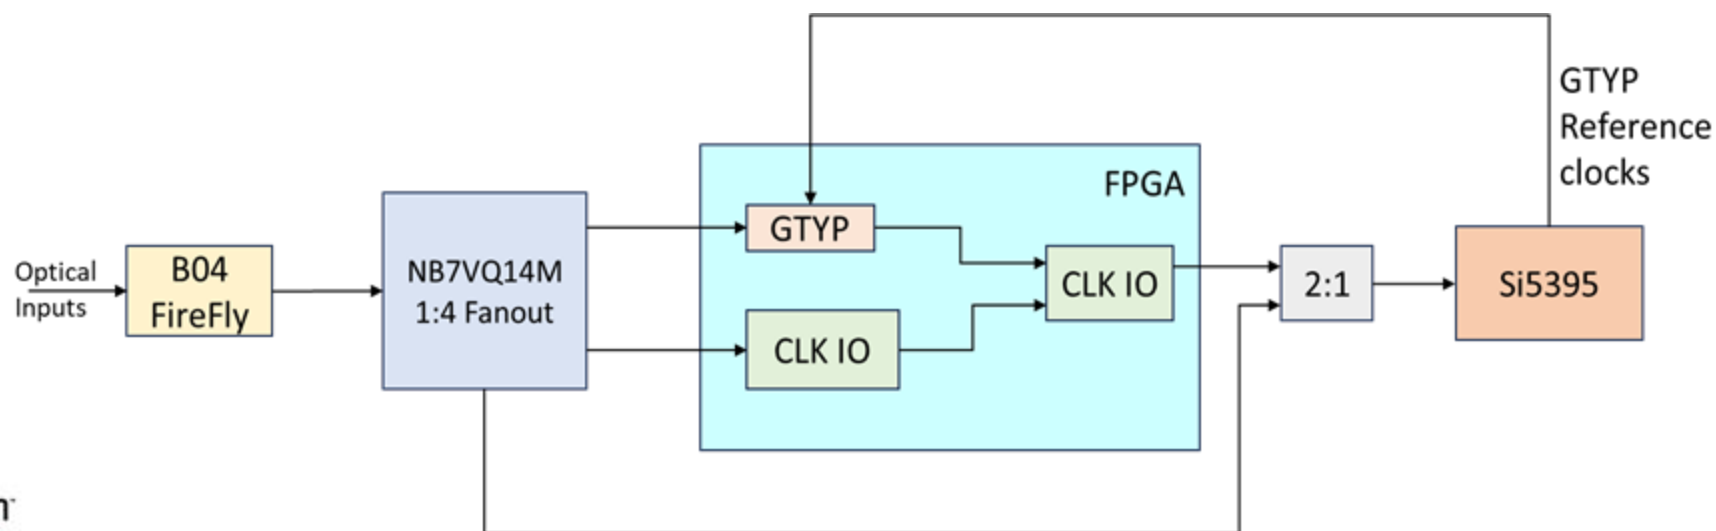 GTYP
Reference
clocks
FPGA
GTYP
Optical
Inputs
B04
FireFly
NB7VQ14M
1:4 Fanout
CLK IO
CLK IO
2:1
Si5395